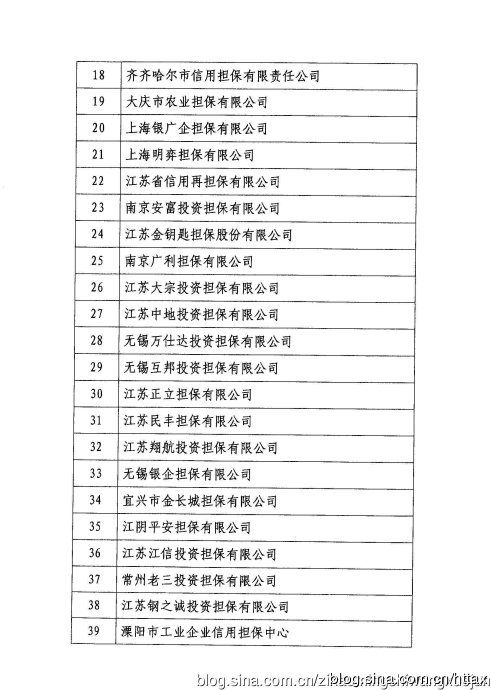 18 齐齐哈尔市信用担保有限责任公司
19 大庆市农业担保有限公司
20 上海银广企担保有限公司
21 上海明弈担保有限公司
22 江苏省信用再担保有限公司
23 南京安富投资担保有限公司
24 江苏金钥匙担保股份有限公司
25 南京广利担保有限公司
26 江苏大宗投资担保有限公司
27 江苏中地投资担保有限公司
28 无锡万仕达投资担保有限公司
29 无锡互邦投资担保有限公司
30 江苏正立担保有限公司
31 江苏民丰担保有限公司
32 江苏翔航投资担保有限公司
33 无锡银企担保有限公司
34 宜兴市金长城担保有限公司
35 江阴平安担保有限公司
36 江苏江信投资担保有限公司
37 常州老三投资担保有限公司
38 江苏钢之诚投资担保有限公司
39 溧阳市工业企业信用担保中心
blog.sina.com.cn/htjax